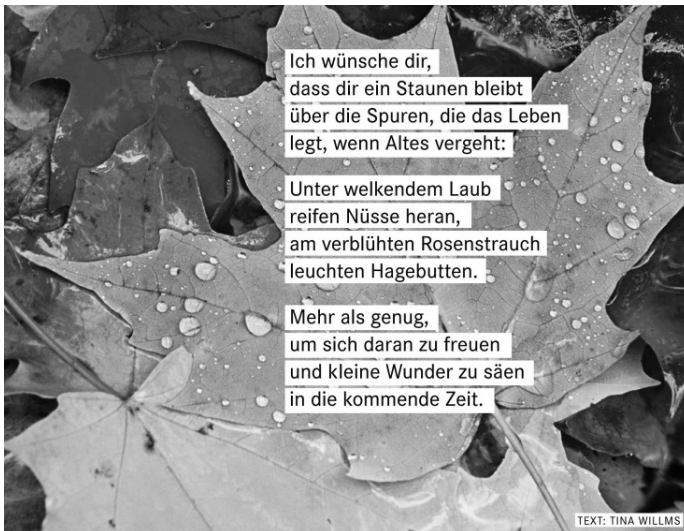 Ich wünsche dir,
dass dir ein Staunen bleibt
über die Spuren, die das Leben
legt, wenn Altes vergeht:
Unter welkendem Laub
reifen Nüsse heran,
am verblühten Rosenstrauch
leuchten Hagebutten.
Mehr als genug,
um sich daran zu freuen
und kleine Wunder zu säen
in die kommende Zeit.
TEXT: TINA WILLMS